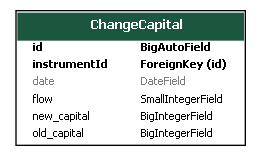 ChangeCapital
id BigAutoField
instrumentId ForeignKey (id)
date DateField
flow SmallIntegerField
new_capital BigIntegerField
old_capital BigIntegerField